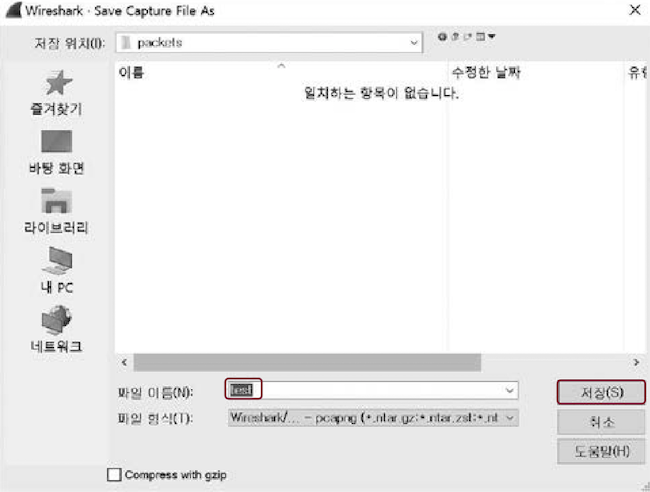 Wireshark · Save Capture File As
저장 위치(I): packets
이름 수정한 날짜 유형
일치하는 항목이 없습니다.
즐겨찾기
바탕 화면
라이브러리
내 PC
네트워크
파일 이름(N): test
저장(S)
파일 형식(T): Wireshark/... - pcapng (*.ntar.gz;*.ntar.zst;*.nt
취소
도움말(H)
Compress with gzip